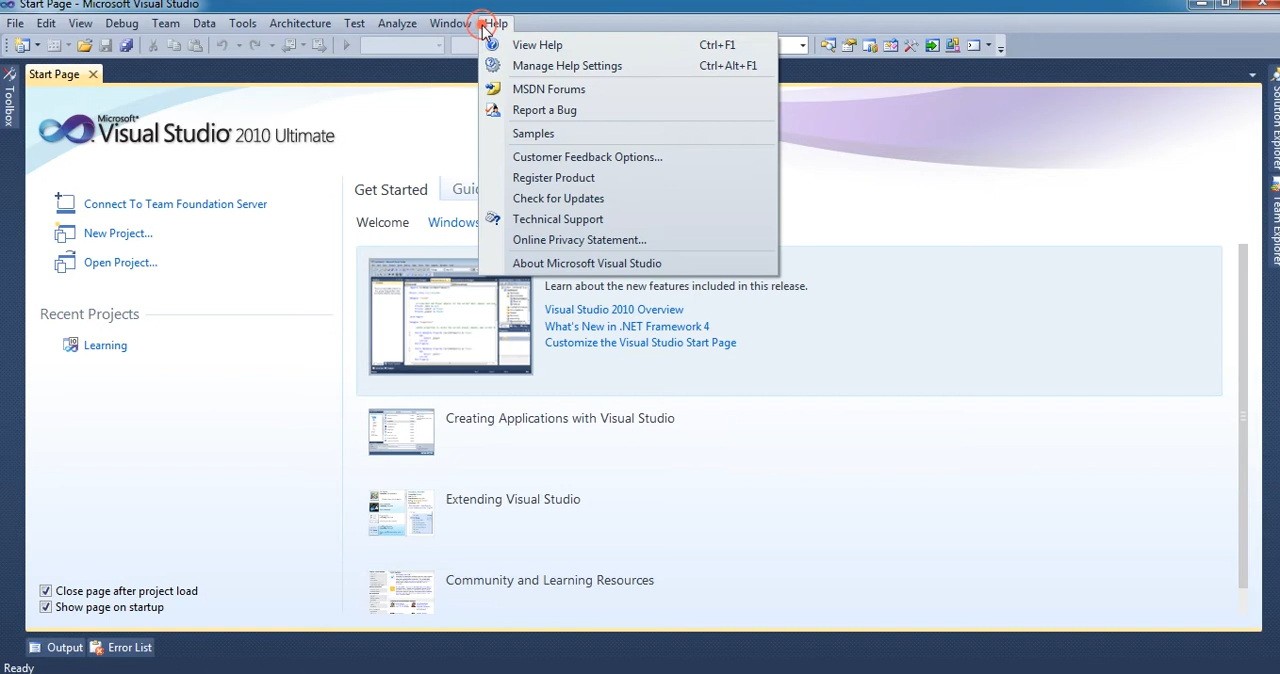 Start Page - Microsoft Visual Studio
File Edit View Debug Team Data Tools Architecture Test Analyze Window Help
View Help Ctrl+F1
Manage Help Settings Ctrl+Alt+F1
MSDN Forums
Report a Bug
Samples
Customer Feedback Options...
Register Product
Check for Updates
Technical Support
Online Privacy Statement...
About Microsoft Visual Studio
Toolbox
Start Page
Solution Explorer
Team Explorer
Microsoft
Visual Studio 2010 Ultimate
Connect To Team Foundation Server
New Project...
Open Project...
Recent Projects
Learning
Close page after project load
Show page on startup
Get Started
Welcome Windows
Learn about the new features included in this release.
Visual Studio 2010 Overview
What's New in .NET Framework 4
Customize the Visual Studio Start Page
Creating Applications with Visual Studio
Extending Visual Studio
Community and Learning Resources
Output Error List
Ready